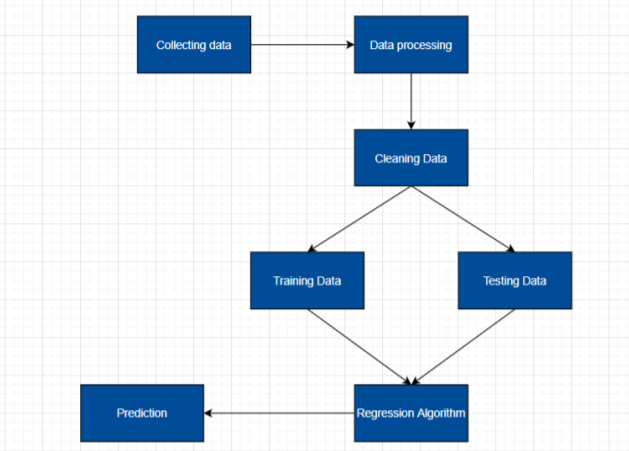 Collecting data
Data processing
Cleaning Data
Training Data
Testing Data
Prediction
Regression Algorithm